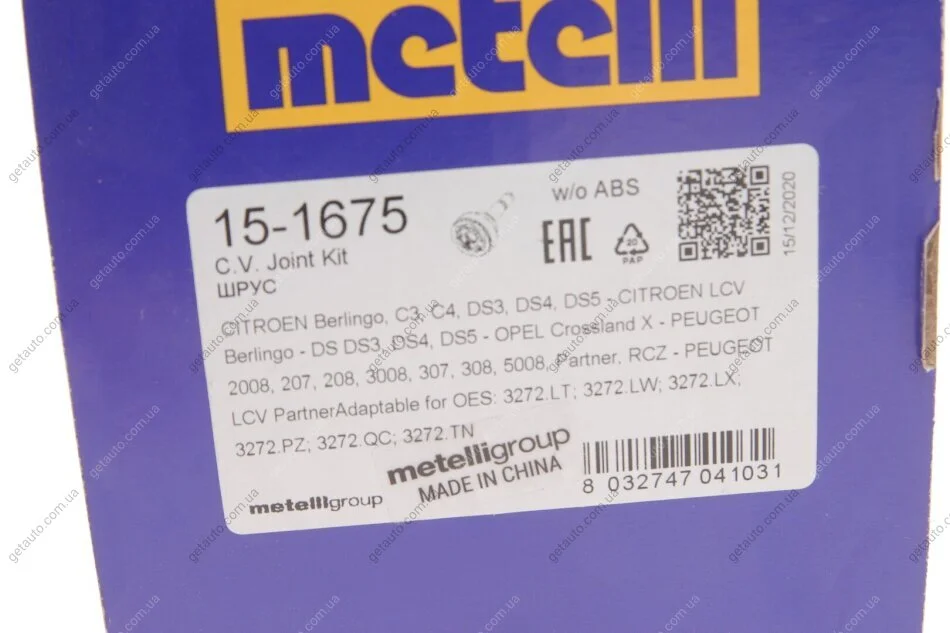 metelli
15-1675
w/o ABS
C.V. Joint Kit
ШРУС
EAC
20
PAP
15/12/2020
CITROEN Berlingo, C3, C4, DS3, DS4, DS5 - CITROEN LCV
Berlingo - DS DS3, DS4, DS5 - OPEL Crossland X - PEUGEOT
2008, 207, 208, 3008, 307, 308, 5008, Partner, RCZ - PEUGEOT
LCV PartnerAdaptable for OES: 3272.LT; 3272.LW; 3272.LX;
3272.PZ; 3272.QC; 3272.TN
metelligroup
MADE IN CHINA
metelligroup
8 032747 041031
getauto.com.ua